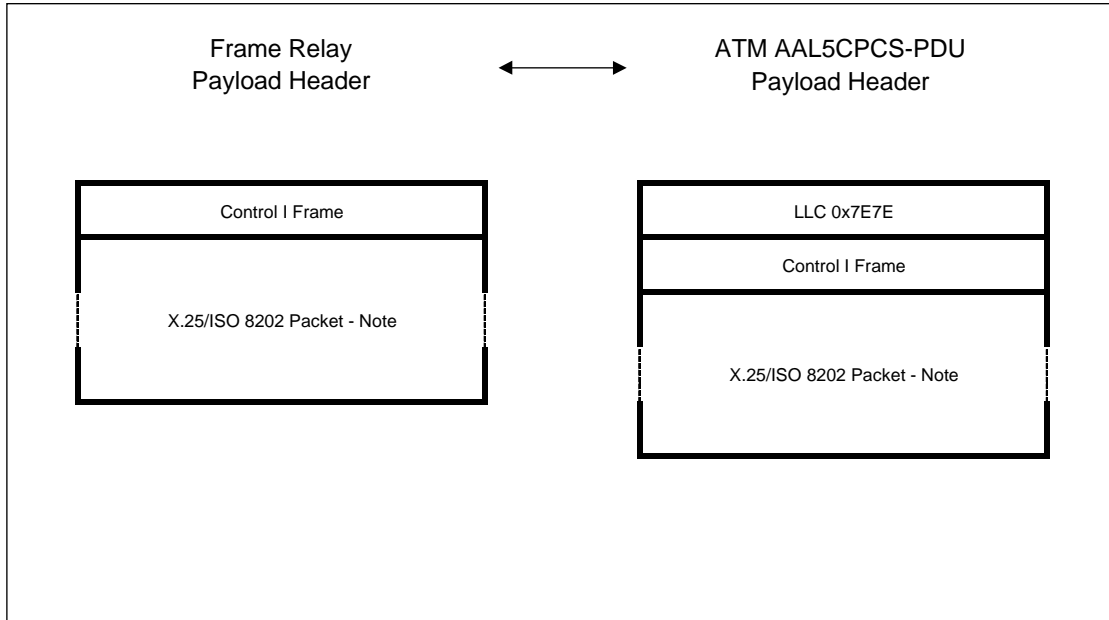 Frame Relay
Payload Header
ATM AAL5CPCS-PDU
Payload Header
Control I Frame
X.25/ISO 8202 Packet - Note
LLC 0x7E7E
Control I Frame
X.25/ISO 8202 Packet - Note